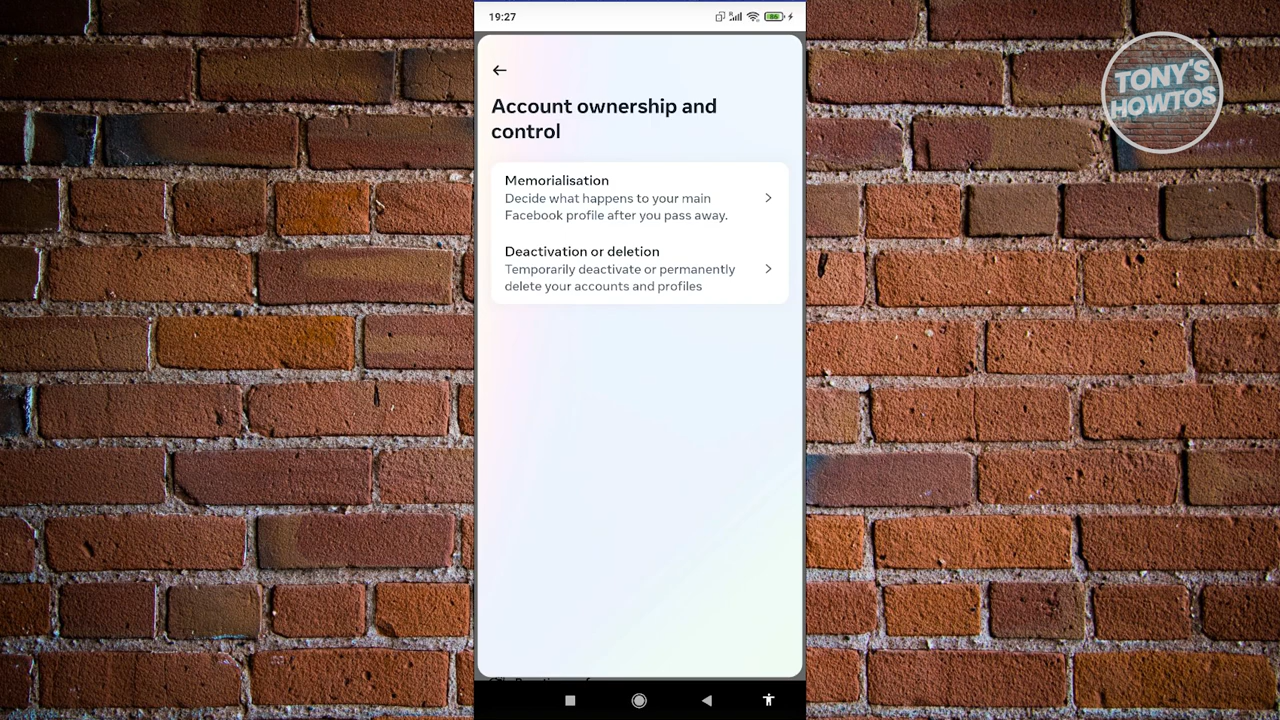 19:27
86
TONY'S
HOWTOS
Account ownership and
control
Memorialisation
Decide what happens to your main
Facebook profile after you pass away.
Deactivation or deletion
Temporarily deactivate or permanently
delete your accounts and profiles